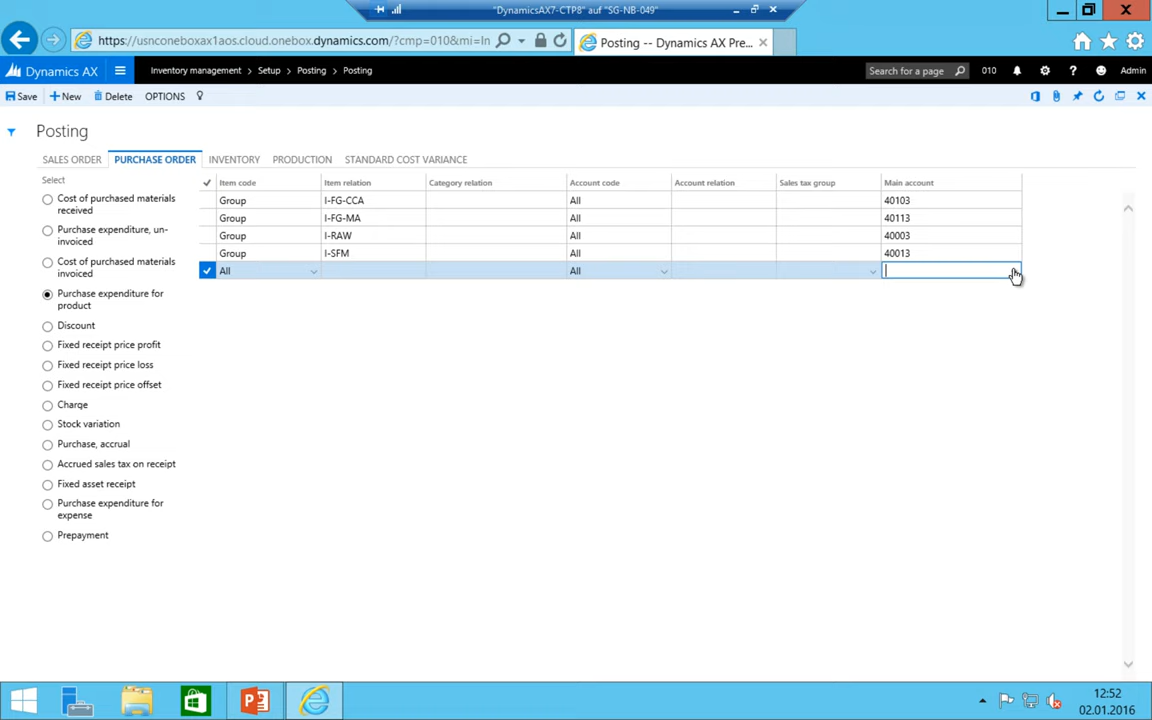 "DynamicsAX7-CTP8" auf "SG-NB-049"
https://usnconeboxax1aos.cloud.onebox.dynamics.com/?cmp=010&mi=In
Posting -- Dynamics AX Pre...
Dynamics AX
Inventory management > Setup > Posting > Posting
Search for a page
010
Admin
Save
New
Delete
OPTIONS
Posting
SALES ORDER PURCHASE ORDER INVENTORY PRODUCTION STANDARD COST VARIANCE
Select
Cost of purchased materials
received
Purchase expenditure, un-
invoiced
Cost of purchased materials
invoiced
Purchase expenditure for
product
Discount
Fixed receipt price profit
Fixed receipt price loss
Fixed receipt price offset
Charge
Stock variation
Purchase, accrual
Accrued sales tax on receipt
Fixed asset receipt
Purchase expenditure for
expense
Prepayment
Item code Item relation Category relation Account code Account relation Sales tax group Main account
Group I-FG-CCA All 40103
Group I-FG-MA All 40113
Group I-RAW All 40003
Group I-SFM All 40013
All All
12:52
02.01.2016